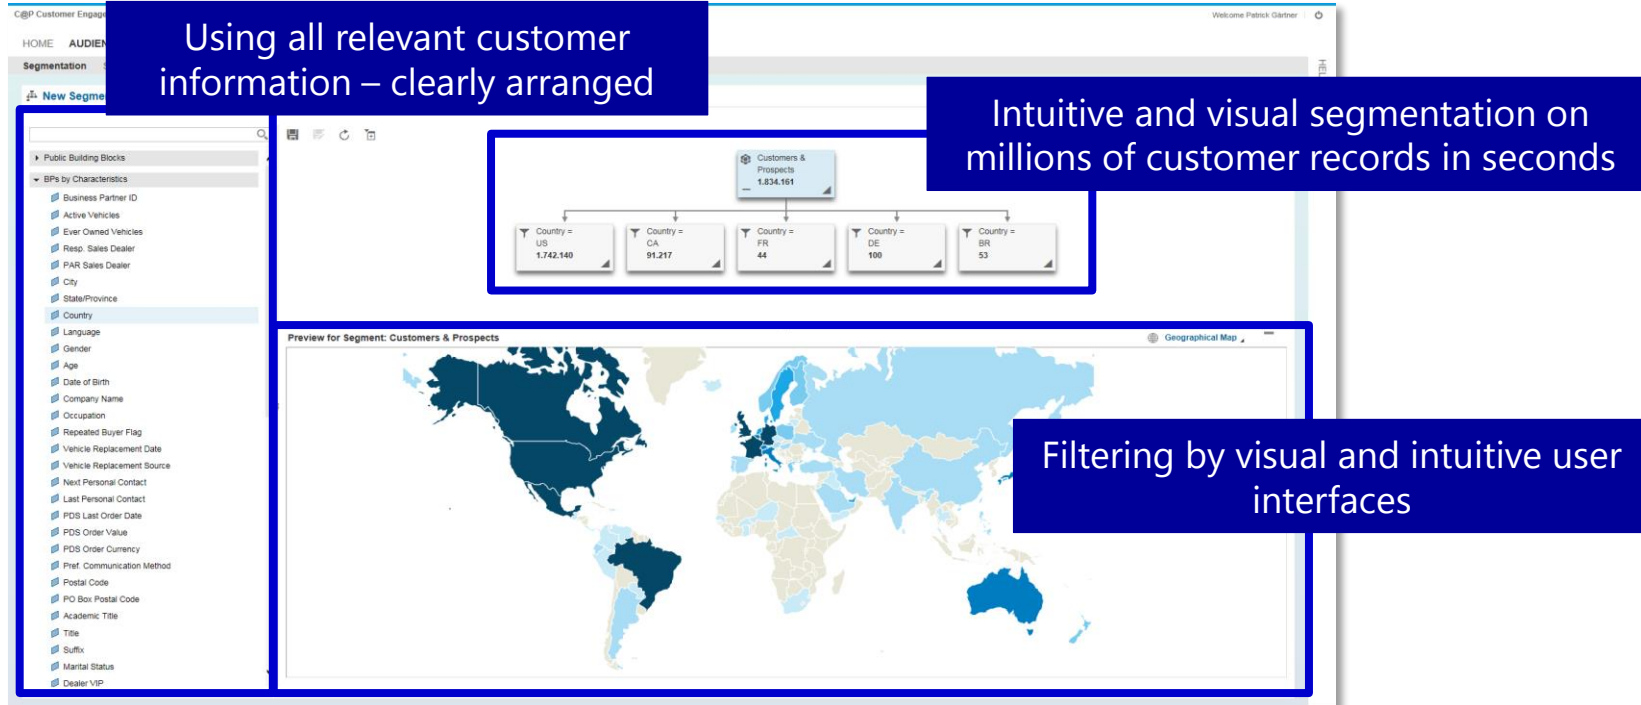 C@P Customer Engage
Welcome Patrick Gärtner
HOME AUDIEN
Segmentation
HEL
New Segme
Using all relevant customer
information – clearly arranged
Intuitive and visual segmentation on
millions of customer records in seconds
Public Building Blocks
BPs by Characteristics
Business Partner ID
Active Vehicles
Ever Owned Vehicles
Resp. Sales Dealer
PAR Sales Dealer
City
State/Province
Country
Language
Gender
Age
Date of Birth
Company Name
Occupation
Repeated Buyer Flag
Vehicle Replacement Date
Vehicle Replacement Source
Next Personal Contact
Last Personal Contact
PDS Last Order Date
PDS Order Value
PDS Order Currency
Pref. Communication Method
Postal Code
PO Box Postal Code
Academic Title
Title
Suffix
Marital Status
Dealer VIP
Customers &
Prospects
1.834.161
Country =
US
1.742.140
Country =
CA
91.217
Country =
FR
44
Country =
DE
100
Country =
BR
53
Preview for Segment: Customers & Prospects
Geographical Map
Filtering by visual and intuitive user
interfaces